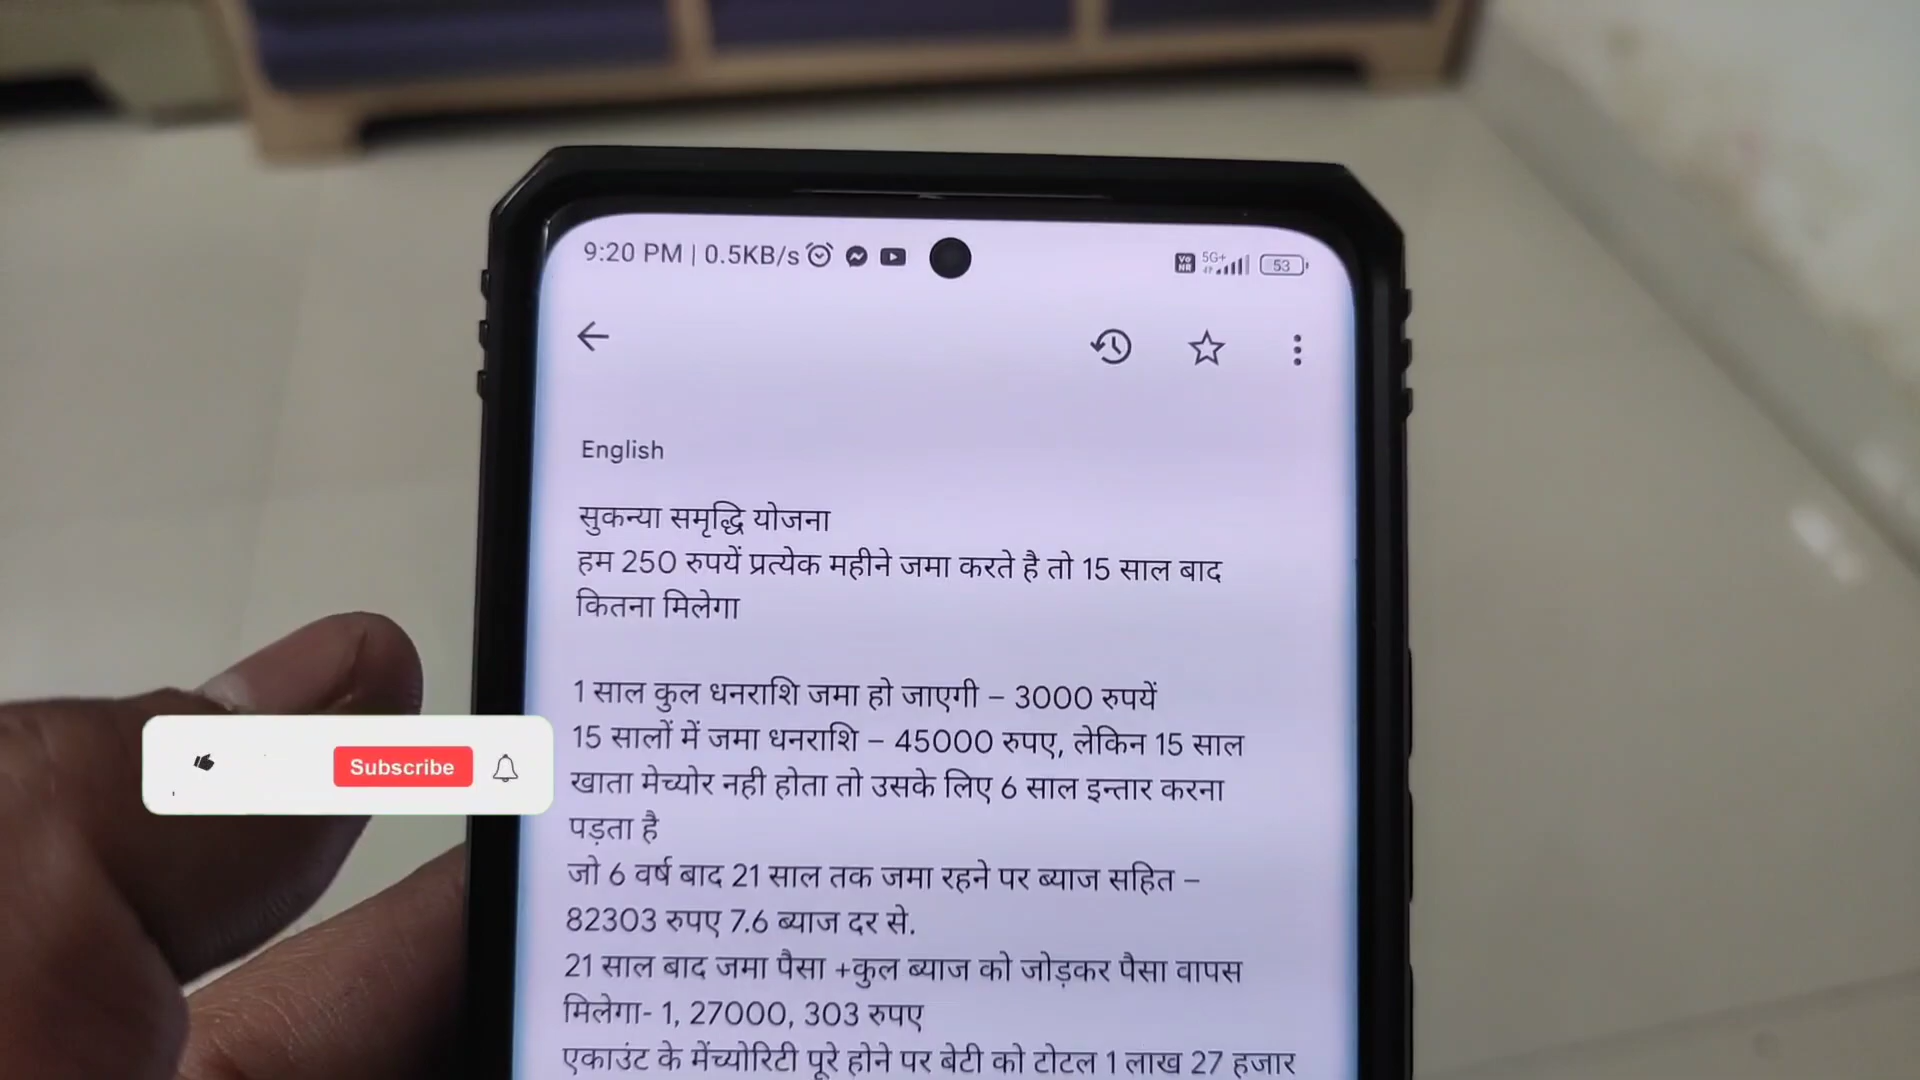 9:20 PM | 0.5KB/s
Vo NR 5G+ 53
English
सुकन्या समृद्धि योजना
हम 250 रुपयें प्रत्येक महीने जमा करते है तो 15 साल बाद
कितना मिलेगा
1 साल कुल धनराशि जमा हो जाएगी – 3000 रुपयें
15 सालों में जमा धनराशि – 45000 रुपए, लेकिन 15 साल
खाता मेच्योर नही होता तो उसके लिए 6 साल इन्तार करना
पड़ता है
जो 6 वर्ष बाद 21 साल तक जमा रहने पर ब्याज सहित –
82303 रुपए 7.6 ब्याज दर से.
21 साल बाद जमा पैसा +कुल ब्याज को जोड़कर पैसा वापस
मिलेगा- 1, 27000, 303 रुपए
एकाउंट के मेंच्योरिटी पूरे होने पर बेटी को टोटल 1 लाख 27 हजार
Subscribe